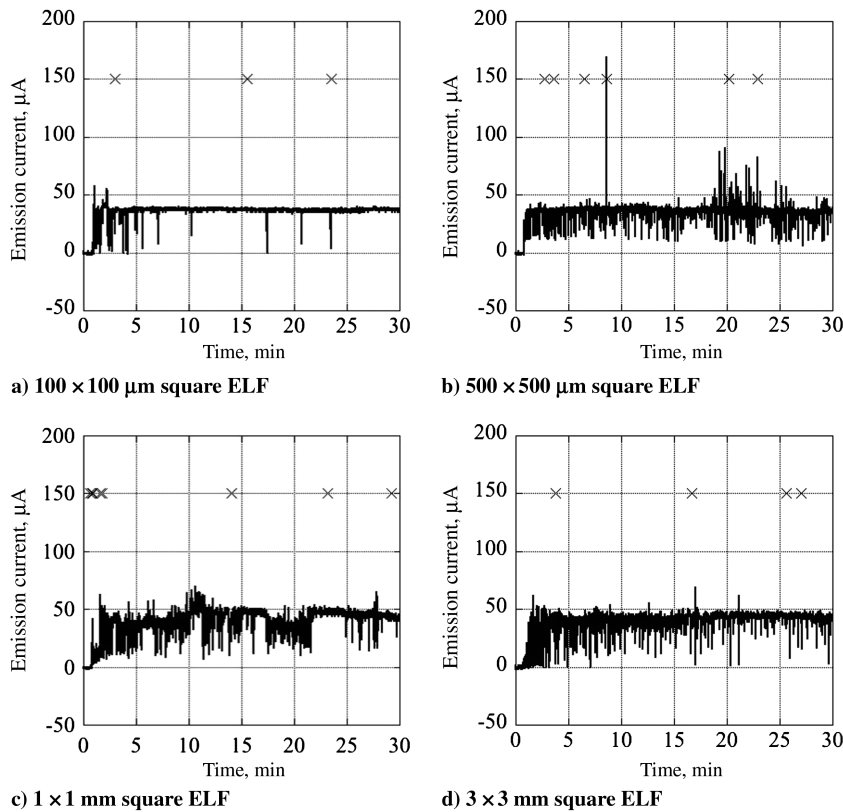 200
150
100
50
0
-50
Emission current, µA
0 5 10 15 20 25 30
Time, min
a) 100 × 100 µm square ELF
200
150
100
50
0
-50
Emission current, µA
0 5 10 15 20 25 30
Time, min
b) 500 × 500 µm square ELF
200
150
100
50
0
-50
Emission current, µA
0 5 10 15 20 25 30
Time, min
c) 1 × 1 mm square ELF
200
150
100
50
0
-50
Emission current, µA
0 5 10 15 20 25 30
Time, min
d) 3 × 3 mm square ELF